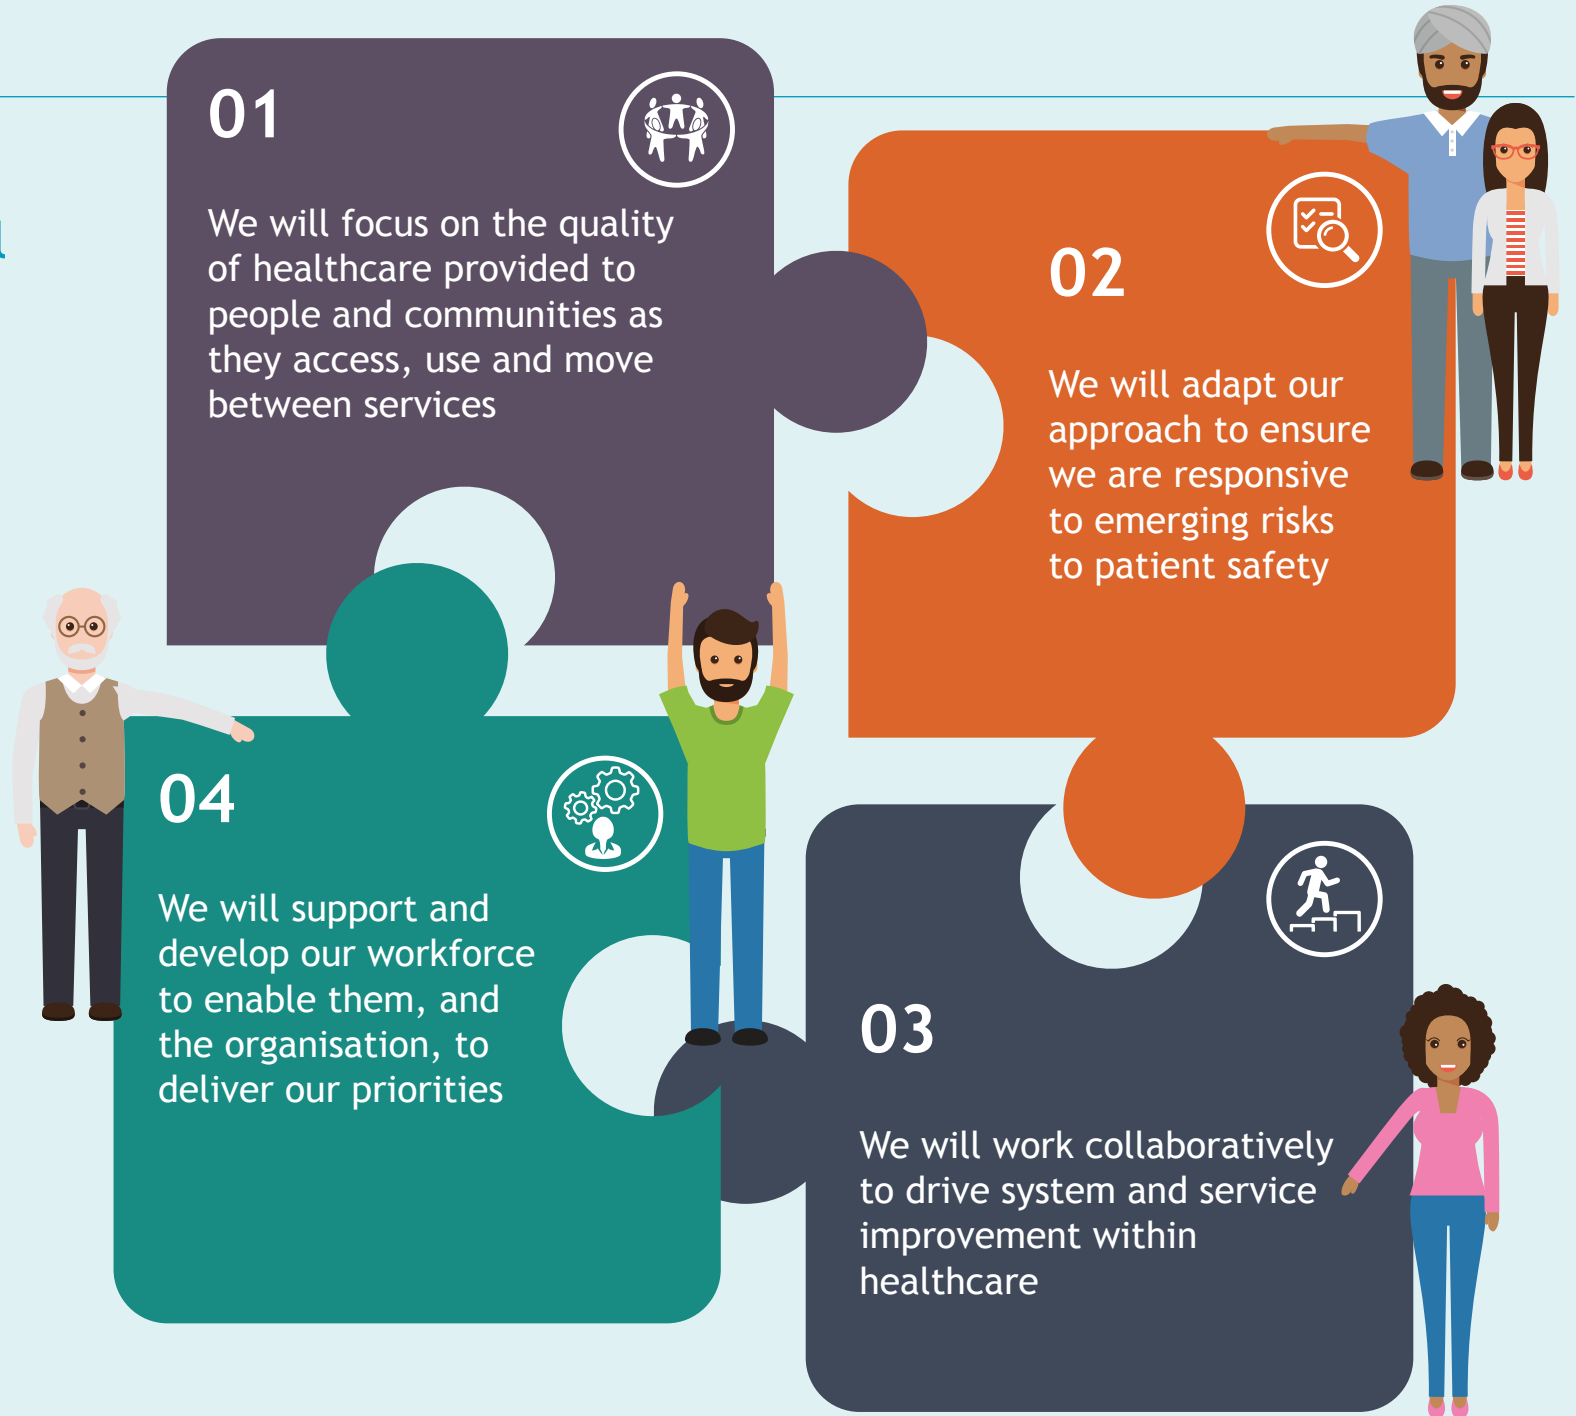 01
We will focus on the quality
of healthcare provided to
people and communities as
they access, use and move
between services
02
We will adapt our
approach to ensure
we are responsive
to emerging risks
to patient safety
03
We will work collaboratively
to drive system and service
improvement within
healthcare
04
We will support and
develop our workforce
to enable them, and
the organisation, to
deliver our priorities